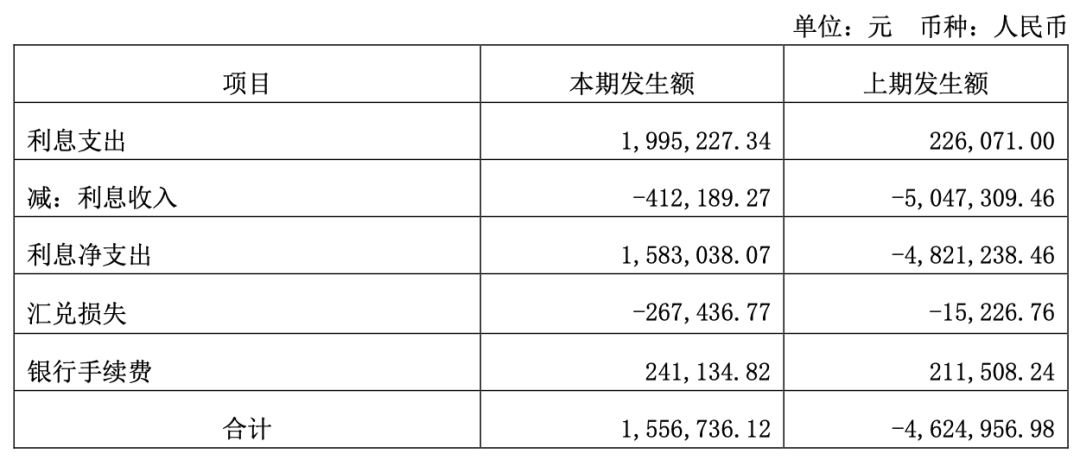 单位：元 币种：人民币
项目 本期发生额 上期发生额
利息支出 1,995,227.34 226,071.00
减：利息收入 -412,189.27 -5,047,309.46
利息净支出 1,583,038.07 -4,821,238.46
汇兑损失 -267,436.77 -15,226.76
银行手续费 241,134.82 211,508.24
合计 1,556,736.12 -4,624,956.98